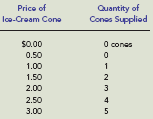 Price of Quantity of
Ice-Cream Cone Cones Supplied
$0.00 0 cones
0.50 0
1.00 1
1.50 2
2.00 3
2.50 4
3.00 5